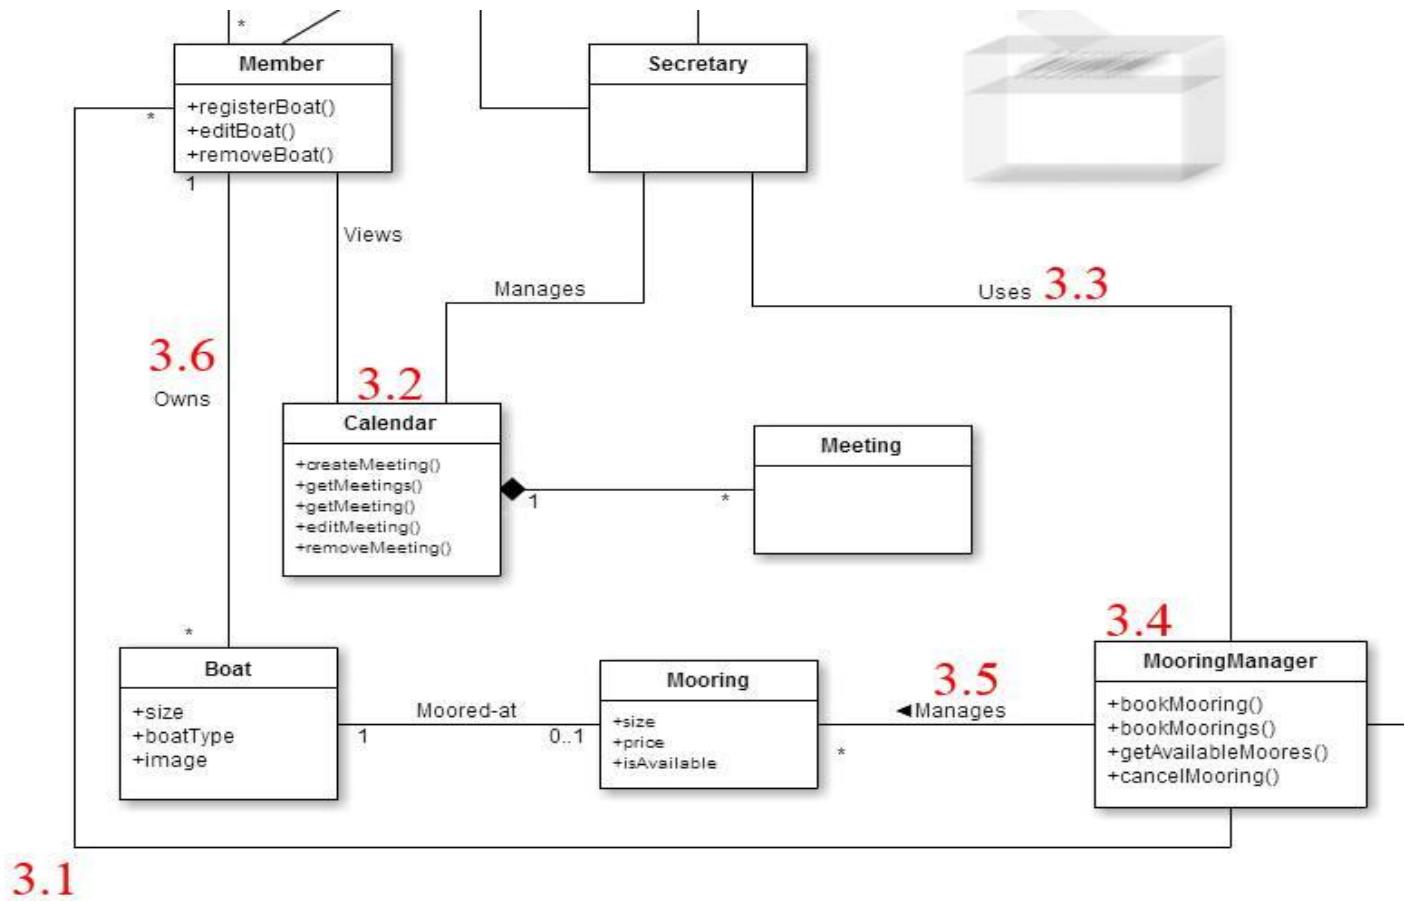 *
Member
+registerBoat()
+editBoat()
+removeBoat()
*
1
Secretary
Views
Manages
Uses 3.3
3.6
Owns
3.2
Calendar
+createMeeting()
+getMeetings()
+getMeeting()
+editMeeting()
+removeMeeting()
1
*
Meeting
*
Boat
+size
+boatType
+image
Moored-at
1
0..1
Mooring
+size
+price
+isAvailable
3.5
◄Manages
*
3.4
MooringManager
+bookMooring()
+bookMoorings()
+getAvailableMoores()
+cancelMooring()
3.1